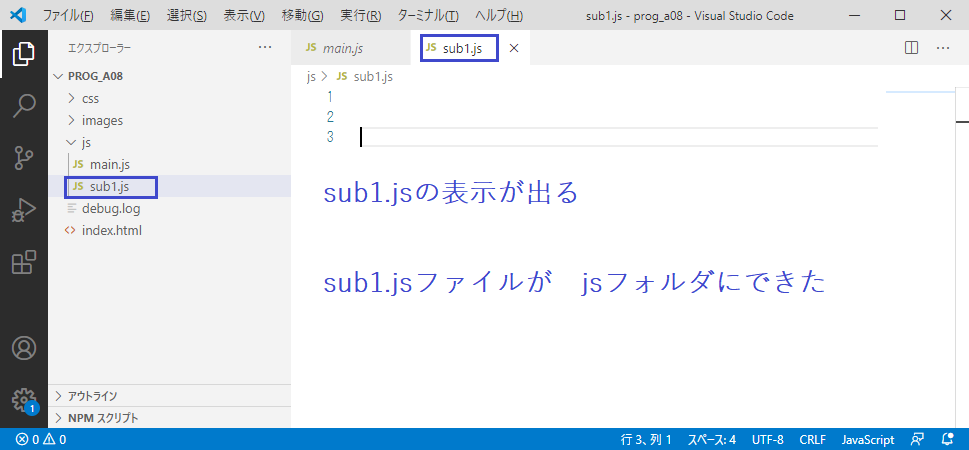 ファイル(F) 編集(E) 選択(S) 表示(V) 移動(G) 実行(R) ターミナル(T) ヘルプ(H) sub1.js - prog_a08 - Visual Studio Code
エクスプローラー ···
PROG_A08
css
images
js
JS main.js
JS sub1.js
debug.log
<> index.html
アウトライン
NPM スクリプト
JS main.js JS sub1.js ···
js > JS sub1.js
1
2
3
sub1.jsの表示が出る
sub1.jsファイルが　jsフォルダにできた
1
0 0 行 3、列 1 スペース: 4 UTF-8 CRLF JavaScript